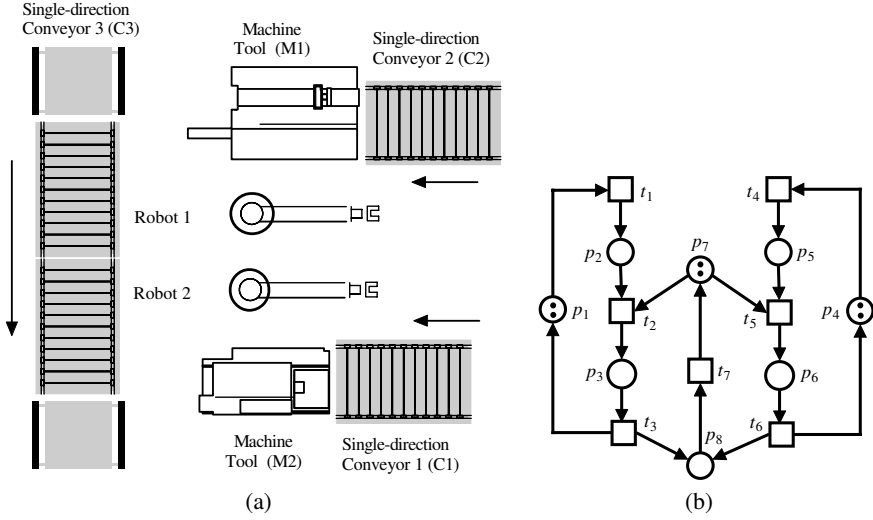 Single-direction
Conveyor 3 (C3)
Machine
Tool (M1)
Single-direction
Conveyor 2 (C2)
Robot 1
Robot 2
Machine
Tool (M2)
Single-direction
Conveyor 1 (C1)
(a)
t1
t4
p2
p7
p5
p1
t2
t5
p4
p3
t7
p6
t3
p8
t6
(b)